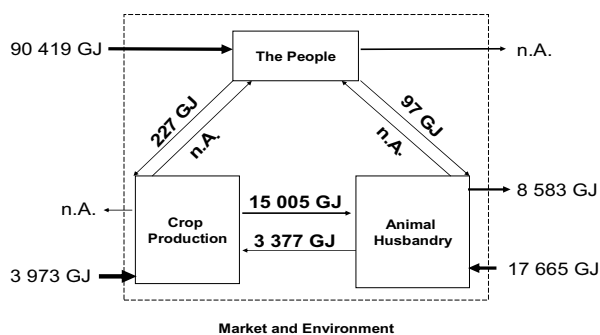 90 419 GJ
The People
n.A.
227 GJ
n.A.
97 GJ
n.A.
n.A.
15 005 GJ
8 583 GJ
Crop
Production
Animal
Husbandry
3 377 GJ
3 973 GJ
17 665 GJ
Market and Environment